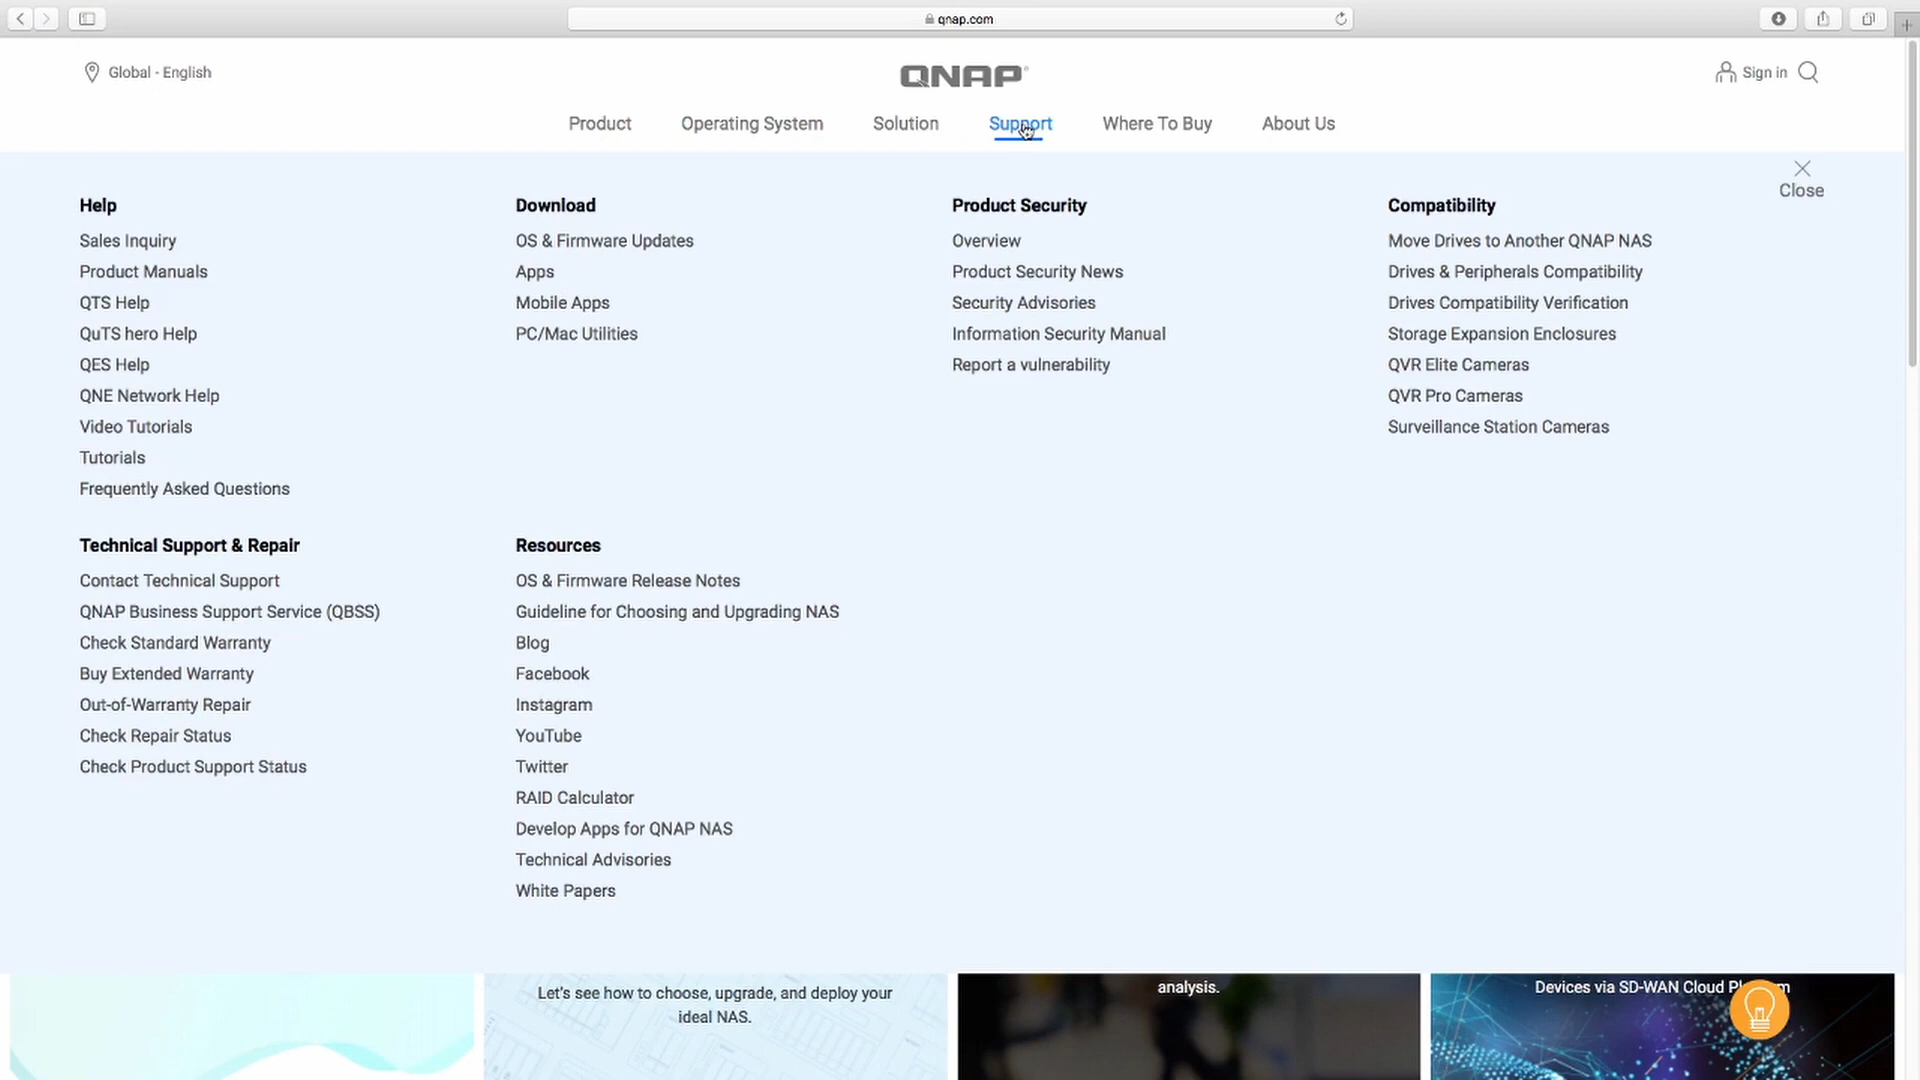 qnap.com
Global - English
QNAP
Sign in
Product
Operating System
Solution
Support
Where To Buy
About Us
Close
Help
Sales Inquiry
Product Manuals
QTS Help
QuTS hero Help
QES Help
QNE Network Help
Video Tutorials
Tutorials
Frequently Asked Questions
Download
OS & Firmware Updates
Apps
Mobile Apps
PC/Mac Utilities
Product Security
Overview
Product Security News
Security Advisories
Information Security Manual
Report a vulnerability
Compatibility
Move Drives to Another QNAP NAS
Drives & Peripherals Compatibility
Drives Compatibility Verification
Storage Expansion Enclosures
QVR Elite Cameras
QVR Pro Cameras
Surveillance Station Cameras
Technical Support & Repair
Contact Technical Support
QNAP Business Support Service (QBSS)
Check Standard Warranty
Buy Extended Warranty
Out-of-Warranty Repair
Check Repair Status
Check Product Support Status
Resources
OS & Firmware Release Notes
Guideline for Choosing and Upgrading NAS
Blog
Facebook
Instagram
YouTube
Twitter
RAID Calculator
Develop Apps for QNAP NAS
Technical Advisories
White Papers
Let's see how to choose, upgrade, and deploy your
ideal NAS.
analysis.
Devices via SD-WAN Cloud